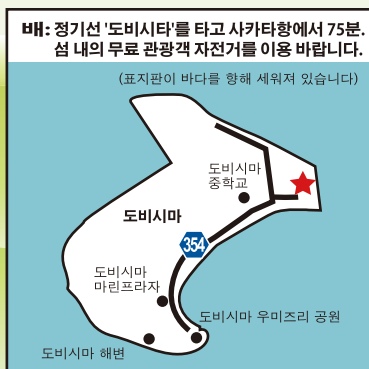 배: 정기선 '도비시타'를 타고 사카타항에서 75분.
섬 내의 무료 관광객 자전거를 이용 바랍니다.
(표지판이 바다를 향해 세워져 있습니다)
도비시마
중학교
도비시마
354
도비시마
마린프라자
도비시마 우미즈리 공원
도비시마 해변